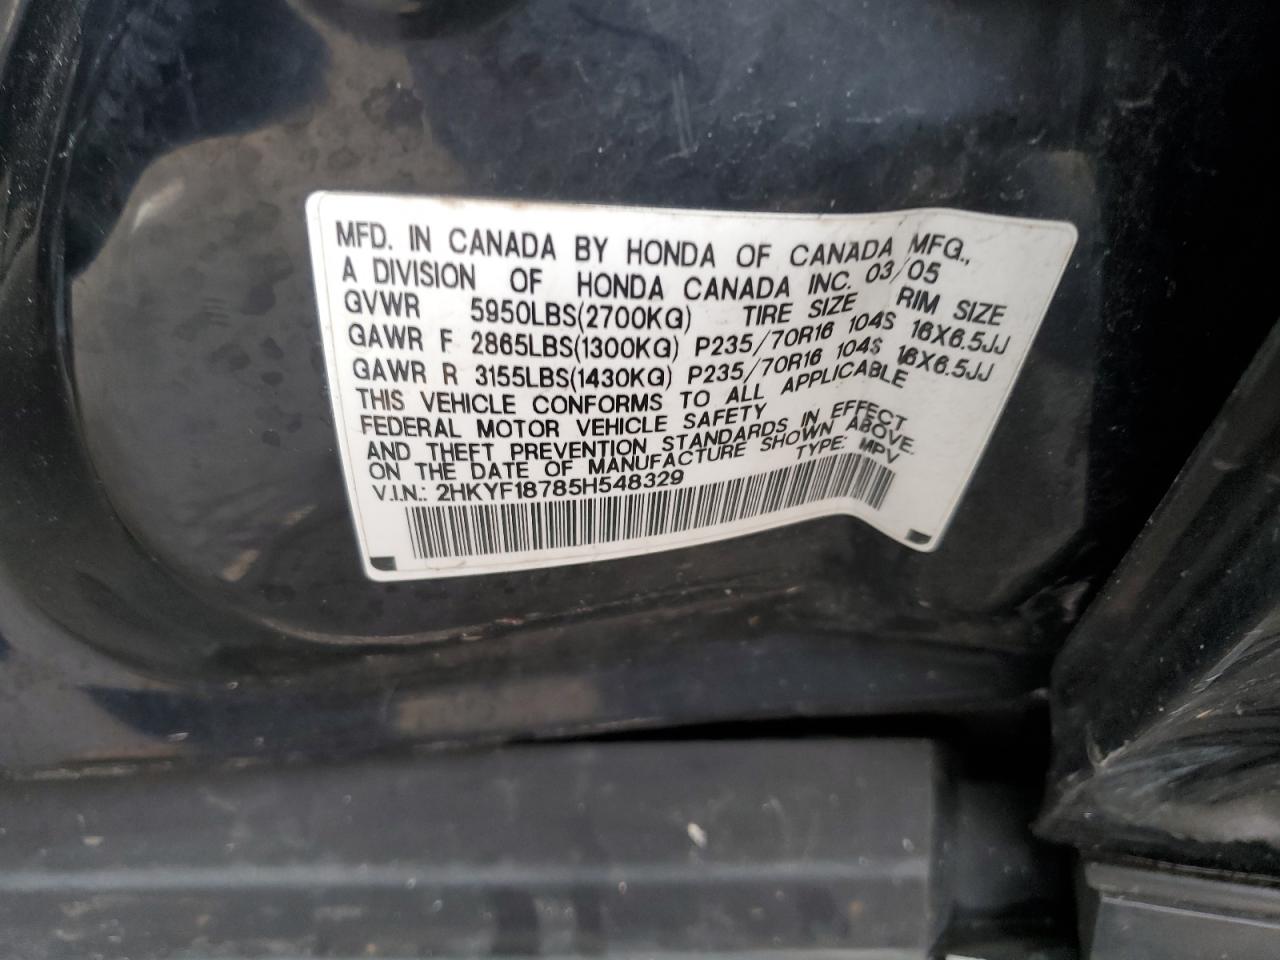 MFD. IN CANADA BY HONDA OF CANADA MFG.,
A DIVISION OF HONDA CANADA INC. 03/05
GVWR 5950LBS(2700KG) TIRE SIZE RIM SIZE
GAWR F 2865LBS(1300KG) P235/70R16 104S 16X6.5JJ
GAWR R 3155LBS(1430KG) P235/70R16 104S 16X6.5JJ
THIS VEHICLE CONFORMS TO ALL APPLICABLE
FEDERAL MOTOR VEHICLE SAFETY
AND THEFT PREVENTION STANDARDS IN EFFECT
ON THE DATE OF MANUFACTURE SHOWN ABOVE.
V.I.N.: 2HKYF18785H548329 TYPE: MPV